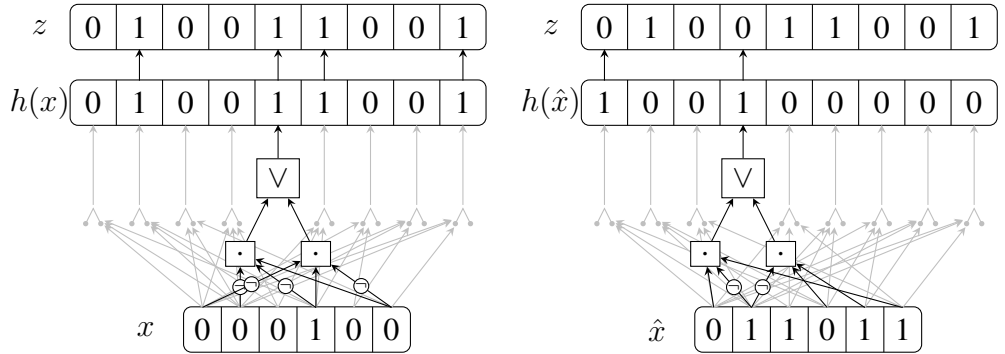 z 0 1 0 0 1 1 0 0 1
z 0 1 0 0 1 1 0 0 1
h(x) 0 1 0 0 1 1 0 0 1
h(x̂) 1 0 0 1 0 0 0 0 0
∨
∨
· ·
· ·
¬ ¬ ¬ ¬
¬ ¬
x 0 0 0 1 0 0
x̂ 0 1 1 0 1 1